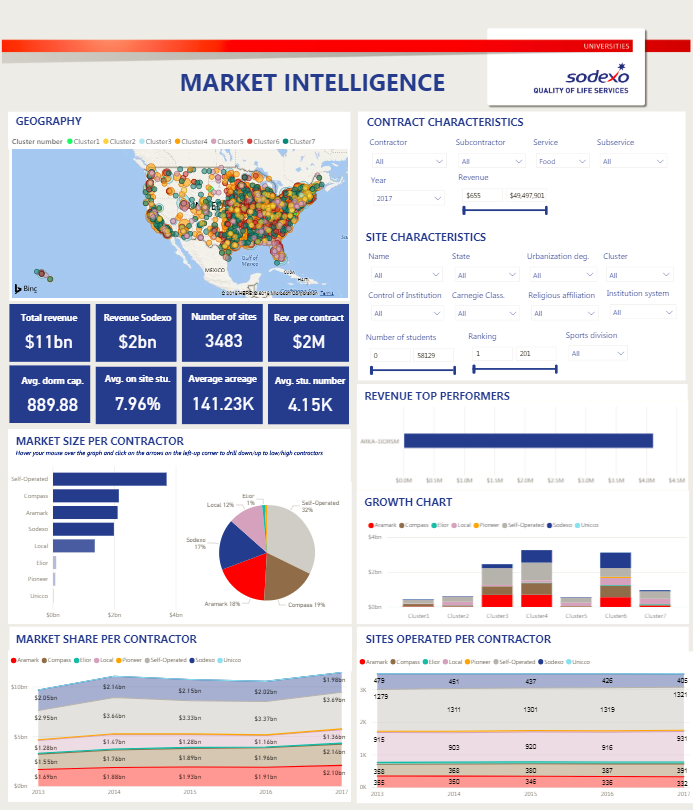 UNIVERSITIES
sodexo
QUALITY OF LIFE SERVICES
MARKET INTELLIGENCE
GEOGRAPHY
Cluster number Cluster1 Cluster2 Cluster3 Cluster4 Cluster5 Cluster6 Cluster7
Gulf of
Mexico
MEXICO
CUBA
Bing
Total revenue
$11bn
Revenue Sodexo
$2bn
Number of sites
3483
Rev. per contract
$2M
Avg. dorm cap.
889.88
Avg. on site stu.
7.96%
Average acreage
141.23K
Avg. stu. number
4.15K
CONTRACT CHARACTERISTICS
Contractor Subcontractor Service Subservice
All All Food All
Year Revenue
2017 $655 $49,497,901
SITE CHARACTERISTICS
Name State Urbanization deg. Cluster
All All All All
Control of Institution Carnegie Class. Religious affiliation Institution system
All All All All
Number of students Ranking Sports division
0 58129 1 201 All
REVENUE TOP PERFORMERS
$0.0M $0.5M $1.0M $1.5M $2.0M $2.5M $3.0M $3.5M $4.0M $4.5M
MARKET SIZE PER CONTRACTOR
Hover your mouse over the graph and click on the arrows on the left-up corner to drill down/up to low/high contractors
Self-Operated
Compass
Aramark
Sodexo
Local
Elior
Pioneer
Unicco
$0bn $2bn $4bn
Elior
1%
Local 12%
Self-Operated
32%
Sodexo
17%
Aramark 18%
Compass 19%
GROWTH CHART
Aramark Compass Elior Local Pioneer Self-Operated Sodexo Unicco
$4bn
$2bn
$0bn
Cluster1 Cluster2 Cluster3 Cluster4 Cluster5 Cluster6 Cluster7
MARKET SHARE PER CONTRACTOR
Aramark Compass Elior Local Pioneer Self-Operated Sodexo Unicco
$10bn
$5bn
$0bn
$2.05bn $2.14bn $2.15bn $2.02bn $1.98bn
$2.95bn $3.64bn $3.33bn $3.37bn $3.69bn
$1.28bn $1.47bn $1.28bn $1.16bn $1.36bn
$1.55bn $1.76bn $1.89bn $1.96bn $2.16bn
$1.69bn $1.88bn $1.93bn $1.91bn $2.10bn
2013 2014 2015 2016 2017
SITES OPERATED PER CONTRACTOR
Aramark Compass Elior Local Pioneer Self-Operated Sodexo Unicco
3K
2K
1K
0K
479 451 437 426 405
1279 1311 1301 1319 1321
915 903 920 916 931
358 368 380 387 391
355 350 346 336 332
2013 2014 2015 2016 2017